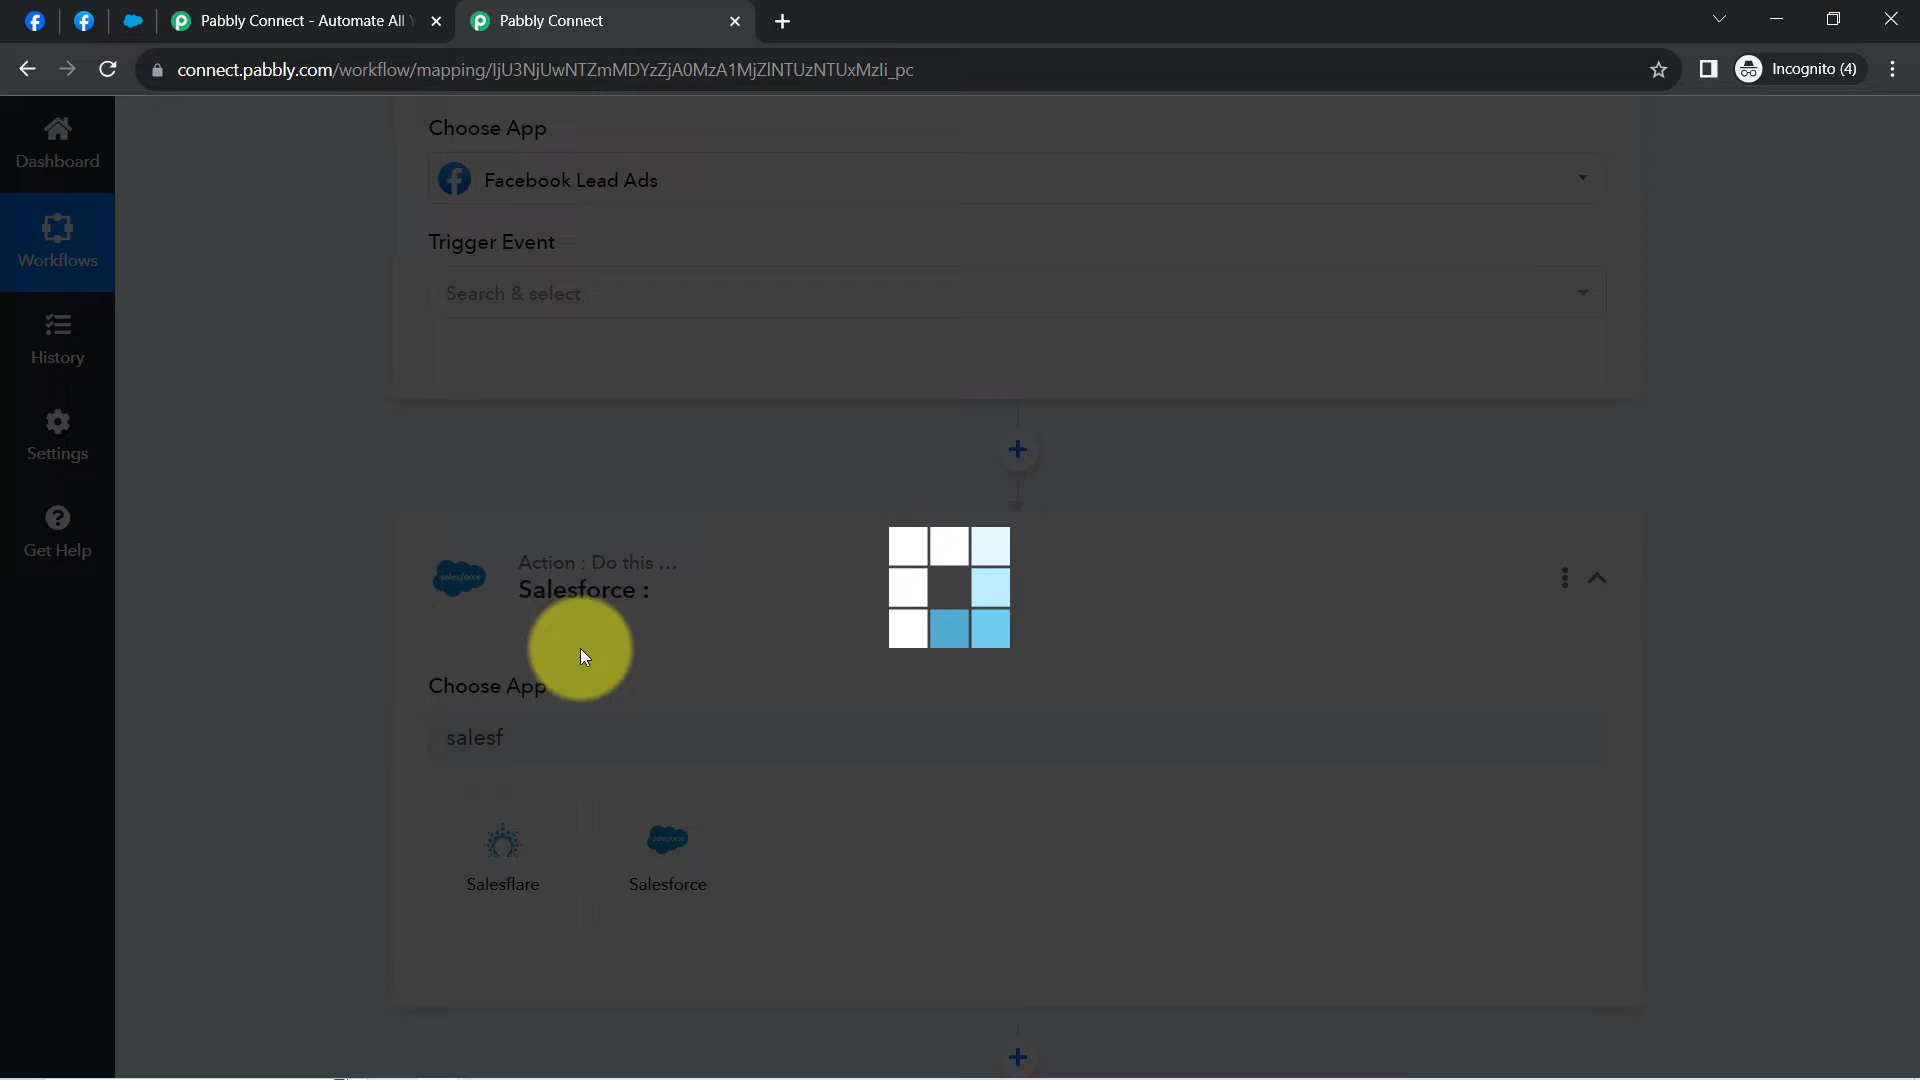 Pabbly Connect - Automate All
Pabbly Connect
connect.pabbly.com/workflow/mapping/IjU3NjUwNTZmMDYzZjA0MzA1MjZlNTUzNTUxMzli_pc
Incognito (4)
Dashboard
Workflows
History
Settings
Get Help
Choose App
Facebook Lead Ads
Trigger Event
Search & select
Action : Do this ...
salesforce
Salesforce :
Choose App
salesf
salesforce
Salesflare
Salesforce